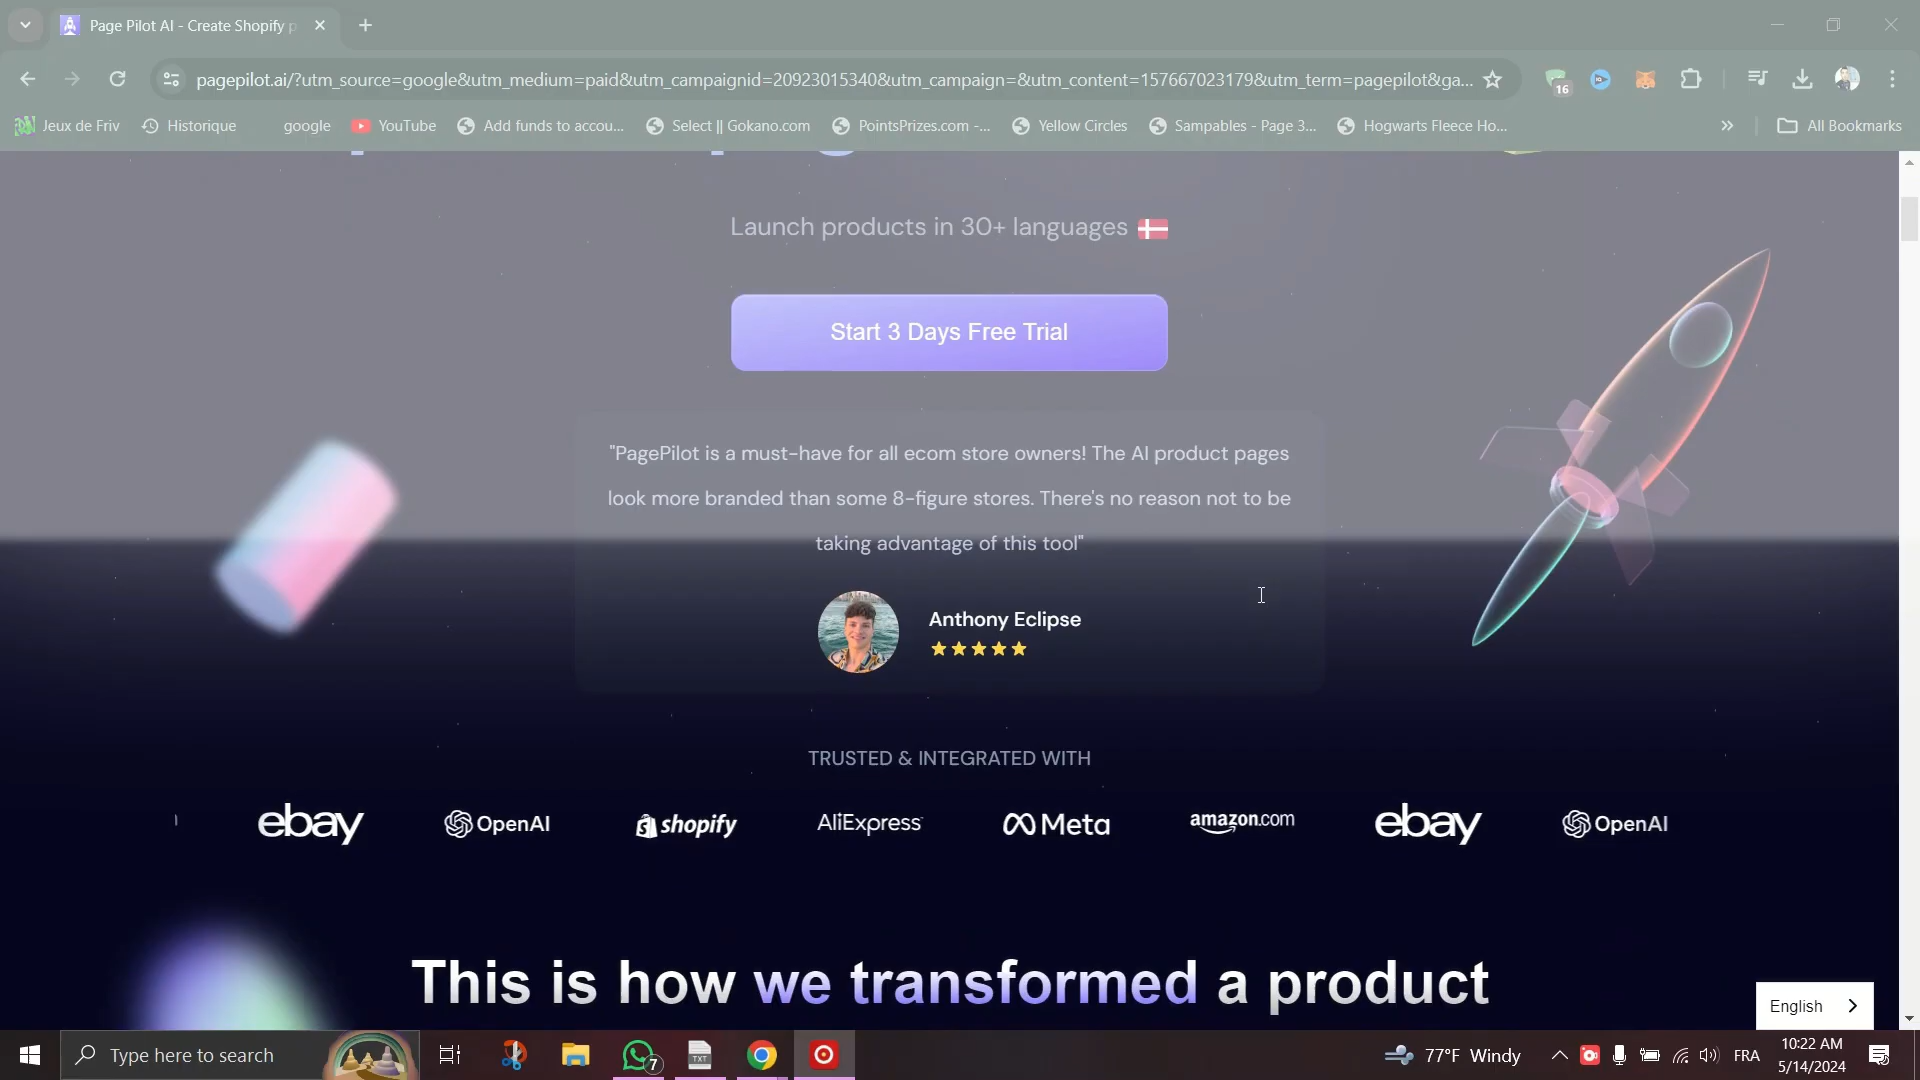 Page Pilot AI - Create Shopify p
pagepilot.ai/?utm_source=google&utm_medium=paid&utm_campaignid=20923015340&utm_campaign=&utm_content=157667023179&utm_term=pagepilot&ga...
16
Jeux de Friv
Historique
google
YouTube
Add funds to accou...
Select || Gokano.com
PointsPrizes.com -...
Yellow Circles
Sampables - Page 3...
Hogwarts Fleece Ho...
All Bookmarks
Launch products in 30+ languages
Start 3 Days Free Trial
"PagePilot is a must-have for all ecom store owners! The AI product pages
look more branded than some 8-figure stores. There's no reason not to be
taking advantage of this tool"
Anthony Eclipse
TRUSTED & INTEGRATED WITH
ebay
OpenAI
shopify
AliExpress
Meta
amazon.com
ebay
OpenAI
This is how we transformed a product
English
Type here to search
7
TXT
77°F Windy
FRA
10:22 AM
5/14/2024